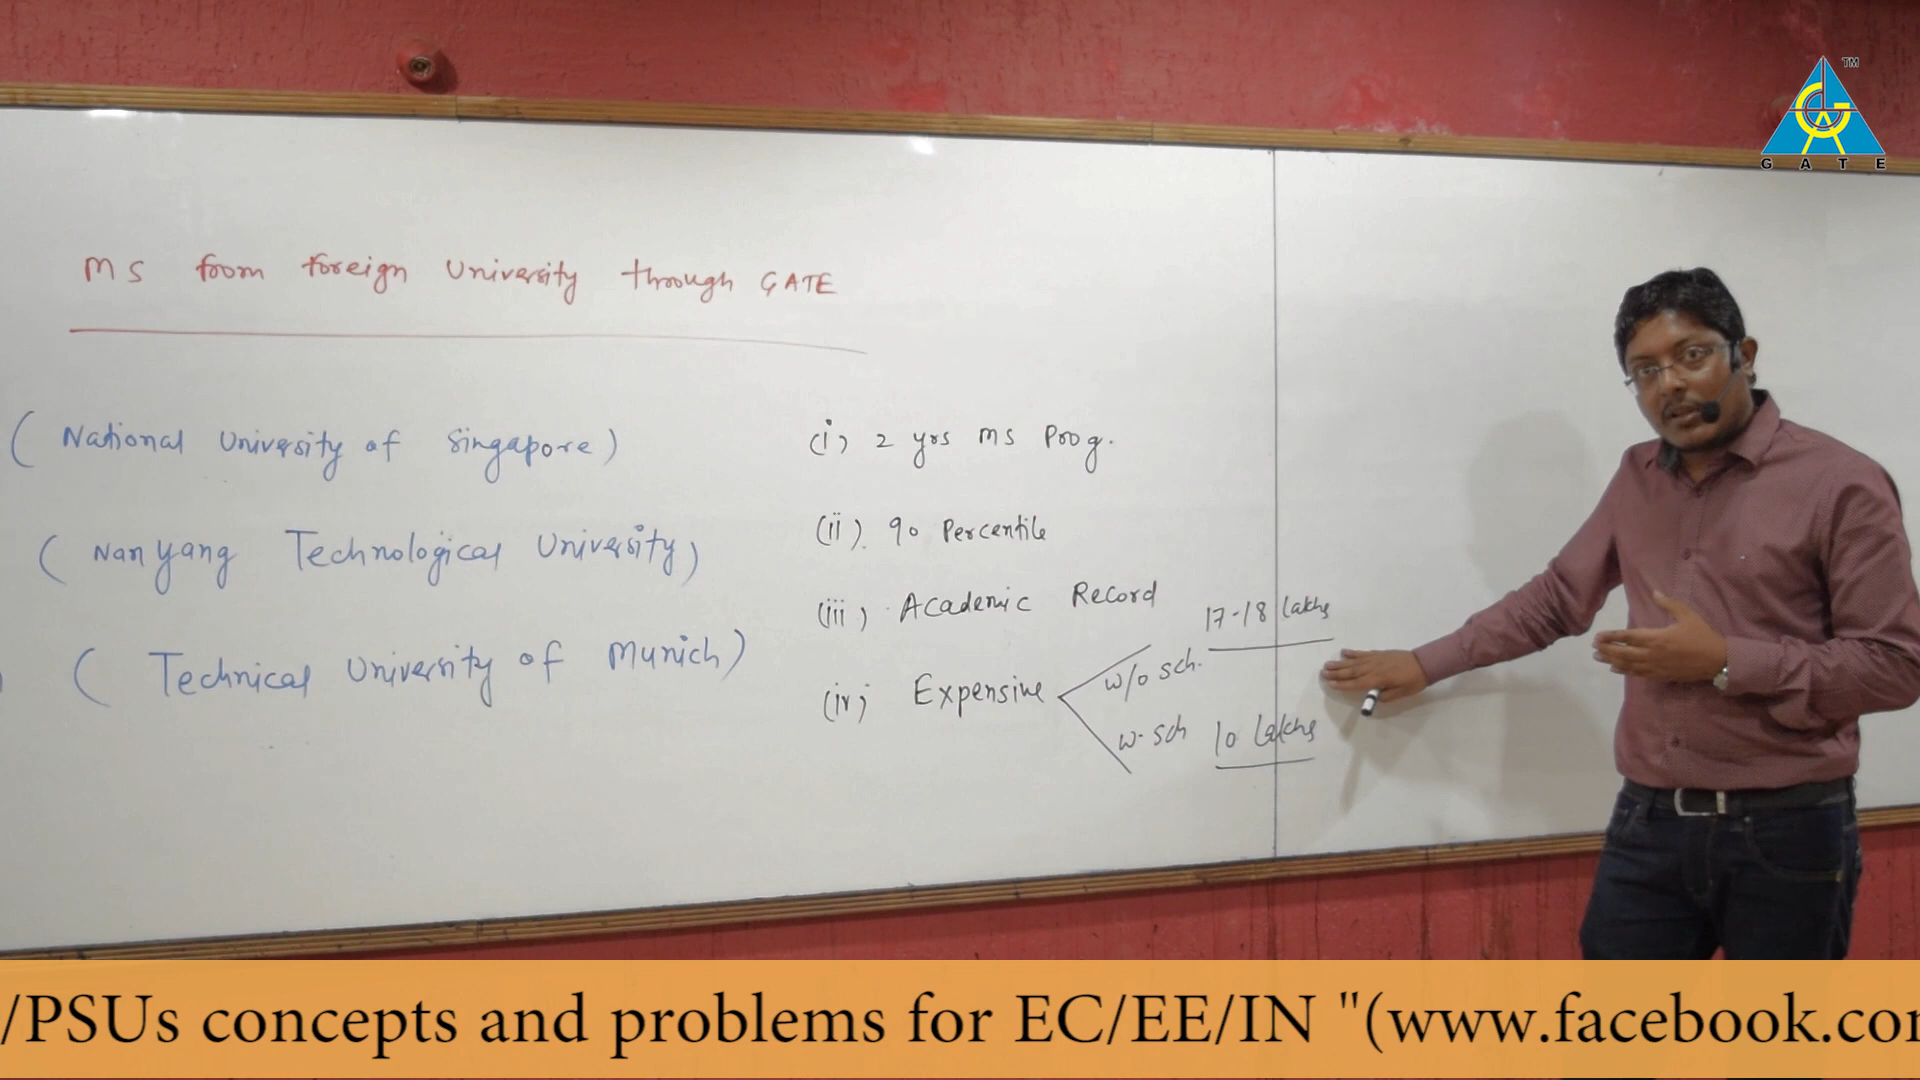 TM
G A T E
MS from foreign University through GATE
(National University of Singapore)
(Nanyang Technological University)
(Technical University of Munich)
(i) 2 yrs MS Prog.
(ii). 90 Percentile
(iii) Academic Record
(iv) Expensive
w/o sch. 17-18 lakhs
w. sch 10 Lakhs
/PSUs concepts and problems for EC/EE/IN "(www.facebook.com